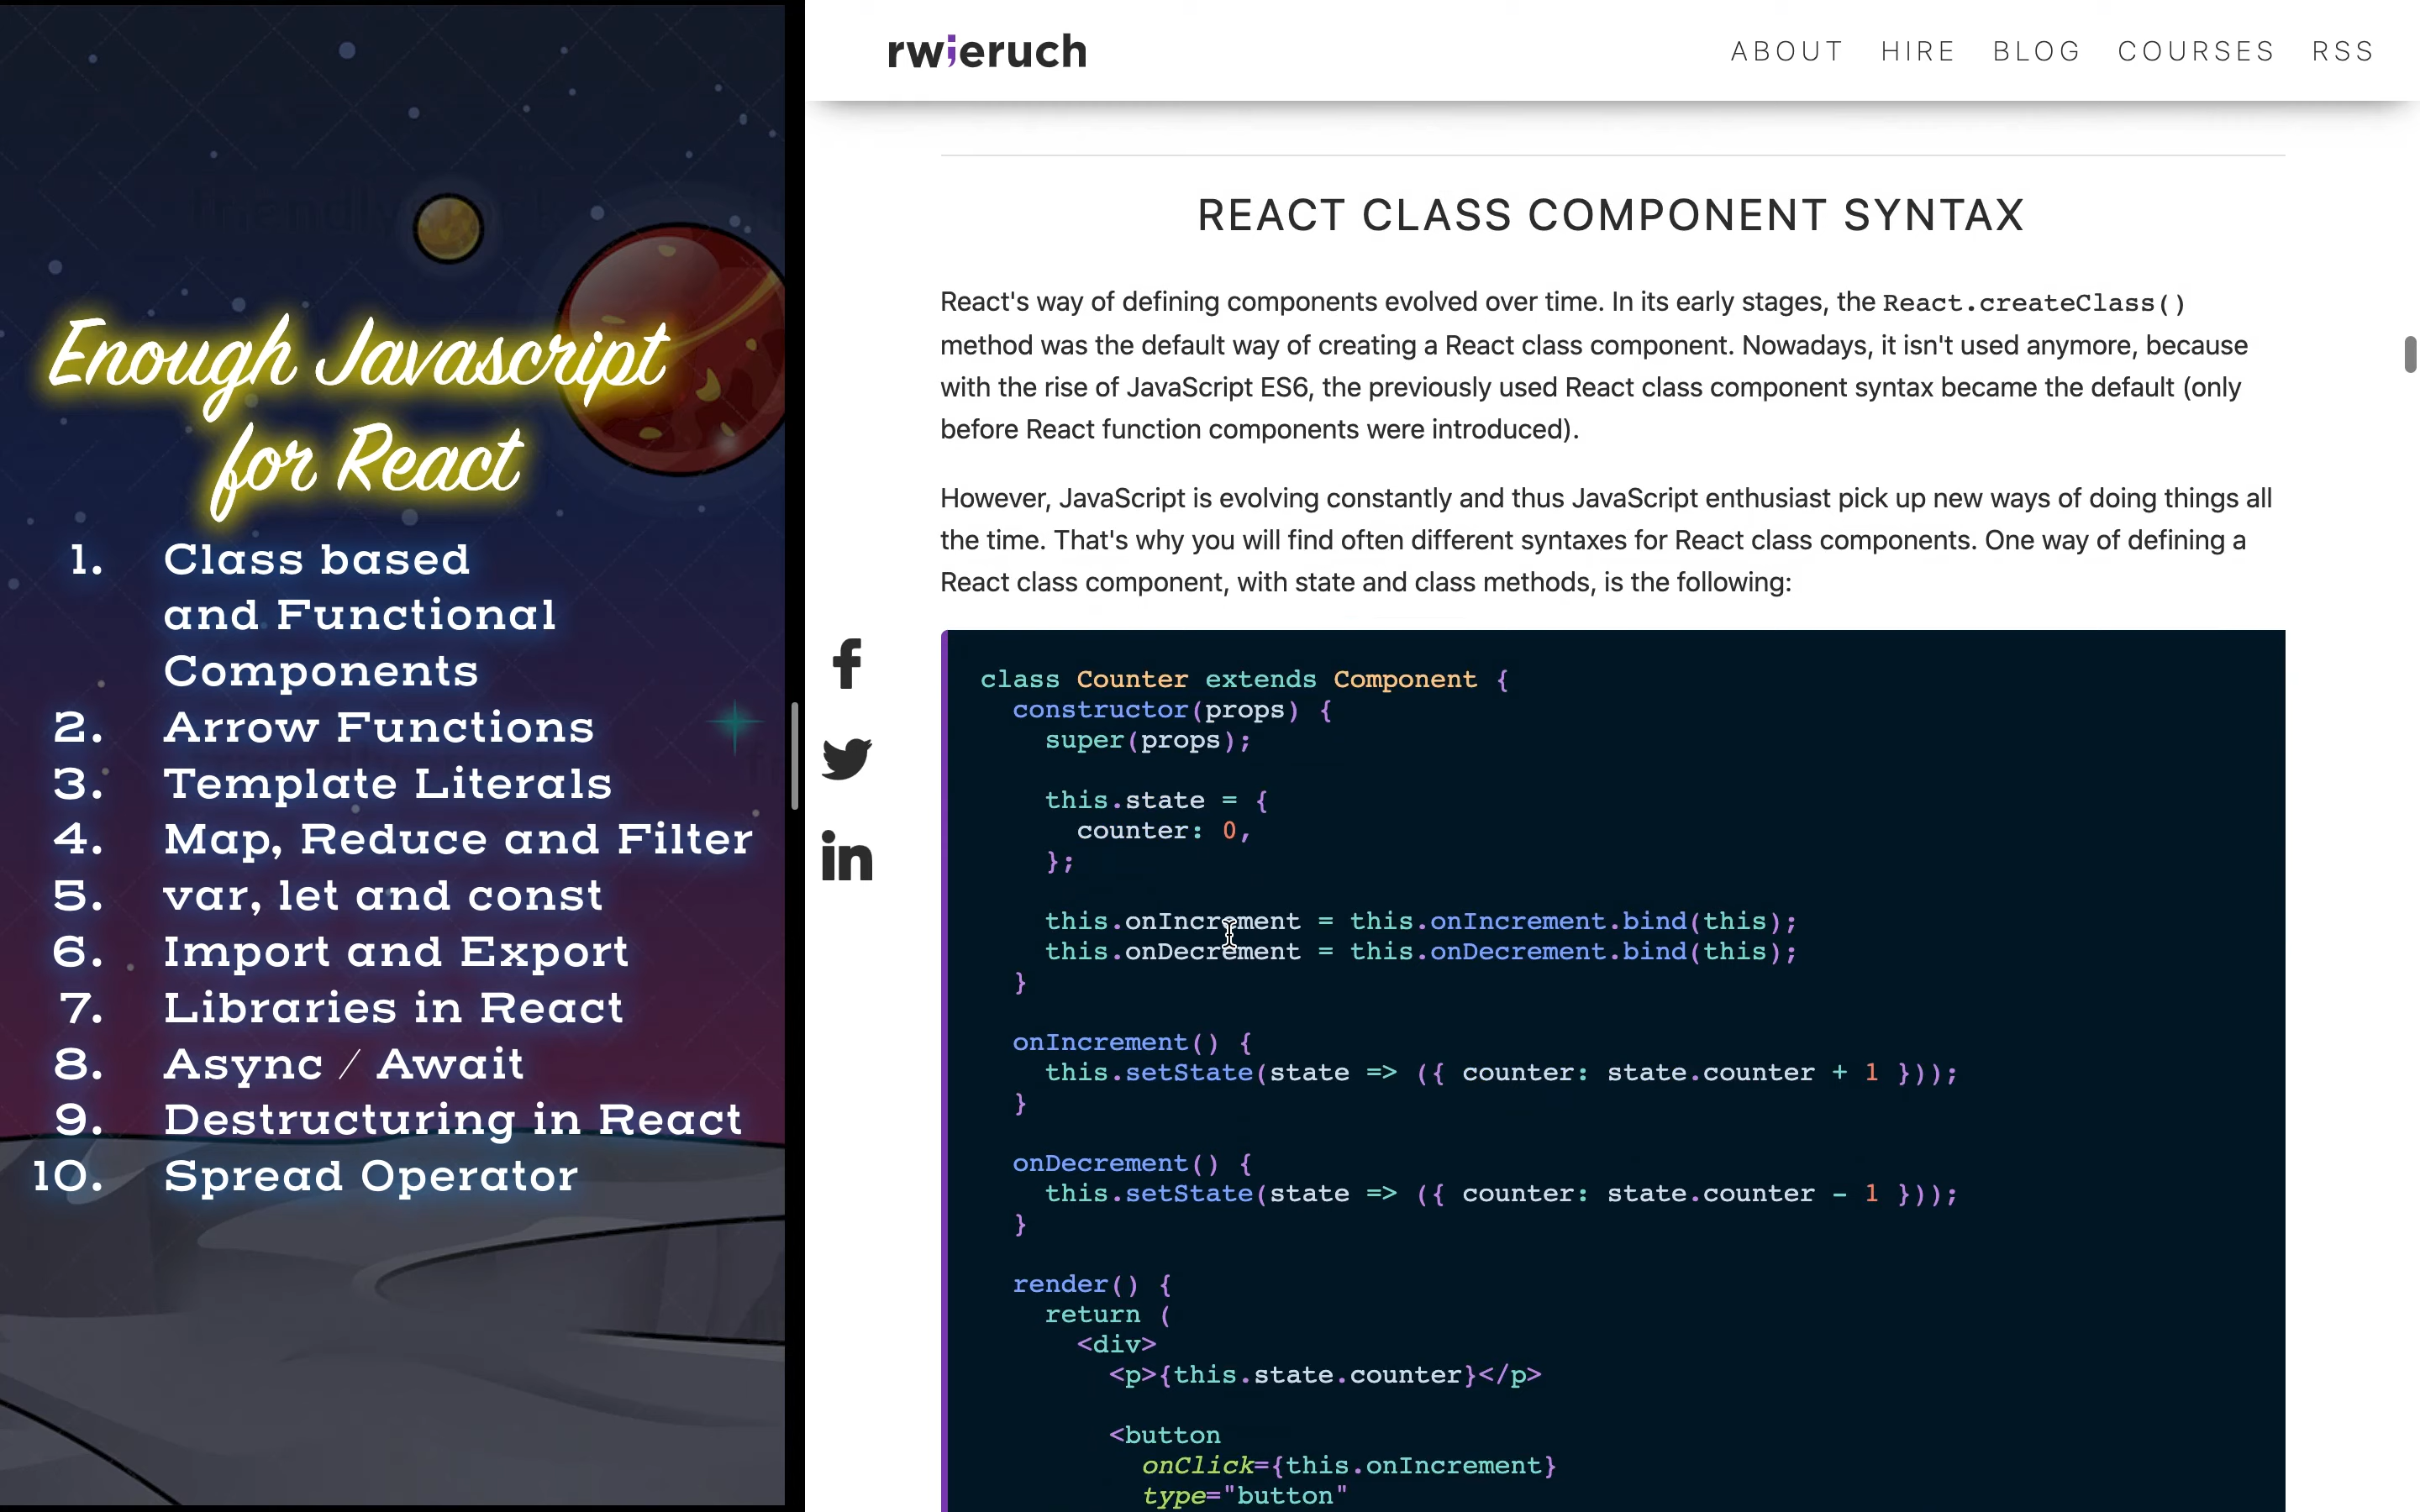 Enough Javascript
for React
1. Class based
and Functional
Components
2. Arrow Functions
3. Template Literals
4. Map, Reduce and Filter
5. var, let and const
6. Import and Export
7. Libraries in React
8. Async / Await
9. Destructuring in React
10. Spread Operator
rwieruch
ABOUT HIRE BLOG COURSES RSS
REACT CLASS COMPONENT SYNTAX
React's way of defining components evolved over time. In its early stages, the React.createClass()
method was the default way of creating a React class component. Nowadays, it isn't used anymore, because
with the rise of JavaScript ES6, the previously used React class component syntax became the default (only
before React function components were introduced).
However, JavaScript is evolving constantly and thus JavaScript enthusiast pick up new ways of doing things all
the time. That's why you will find often different syntaxes for React class components. One way of defining a
React class component, with state and class methods, is the following:
class Counter extends Component {
constructor(props) {
super(props);
this.state = {
counter: 0,
};
this.onIncrement = this.onIncrement.bind(this);
this.onDecrement = this.onDecrement.bind(this);
}
onIncrement() {
this.setState(state => ({ counter: state.counter + 1 }));
}
onDecrement() {
this.setState(state => ({ counter: state.counter - 1 }));
}
render() {
return (
<div>
<p>{this.state.counter}</p>
<button
onClick={this.onIncrement}
type="button"